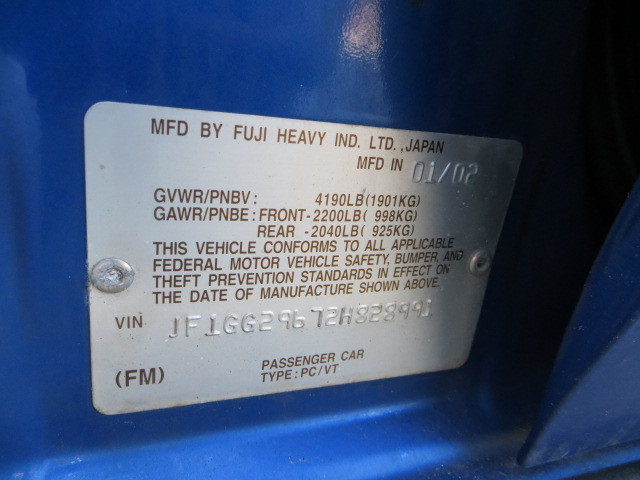 MFD BY FUJI HEAVY IND. LTD., JAPAN
MFD IN 01/02
GVWR/PNBV: 4190LB(1901KG)
GAWR/PNBE: FRONT-2200LB( 998KG)
REAR -2040LB( 925KG)
THIS VEHICLE CONFORMS TO ALL APPLICABLE
FEDERAL MOTOR VEHICLE SAFETY, BUMPER, AND
THEFT PREVENTION STANDARDS IN EFFECT ON
THE DATE OF MANUFACTURE SHOWN ABOVE.
VIN JF1GG29672H828991
PASSENGER CAR
(FM) TYPE: PC/VT